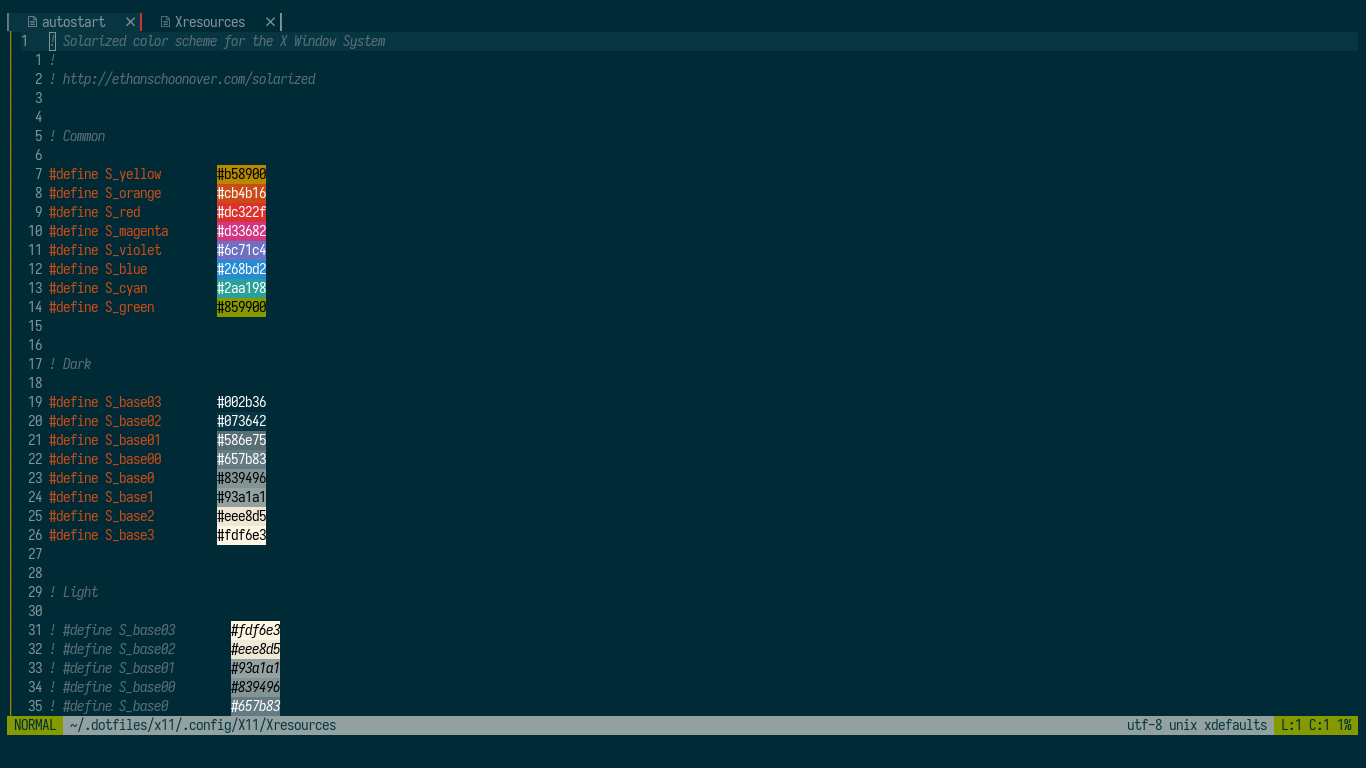 autostart × Xresources ×
1 ! Solarized color scheme for the X Window System
1 !
2 ! http://ethanschoonover.com/solarized
3
4
5 ! Common
6
7 #define S_yellow #b58900
8 #define S_orange #cb4b16
9 #define S_red #dc322f
10 #define S_magenta #d33682
11 #define S_violet #6c71c4
12 #define S_blue #268bd2
13 #define S_cyan #2aa198
14 #define S_green #859900
15
16
17 ! Dark
18
19 #define S_base03 #002b36
20 #define S_base02 #073642
21 #define S_base01 #586e75
22 #define S_base00 #657b83
23 #define S_base0 #839496
24 #define S_base1 #93a1a1
25 #define S_base2 #eee8d5
26 #define S_base3 #fdf6e3
27
28
29 ! Light
30
31 ! #define S_base03 #fdf6e3
32 ! #define S_base02 #eee8d5
33 ! #define S_base01 #93a1a1
34 ! #define S_base00 #839496
35 ! #define S_base0 #657b83
NORMAL ~/.dotfiles/x11/.config/X11/Xresources utf-8 unix xdefaults L:1 C:1 1%